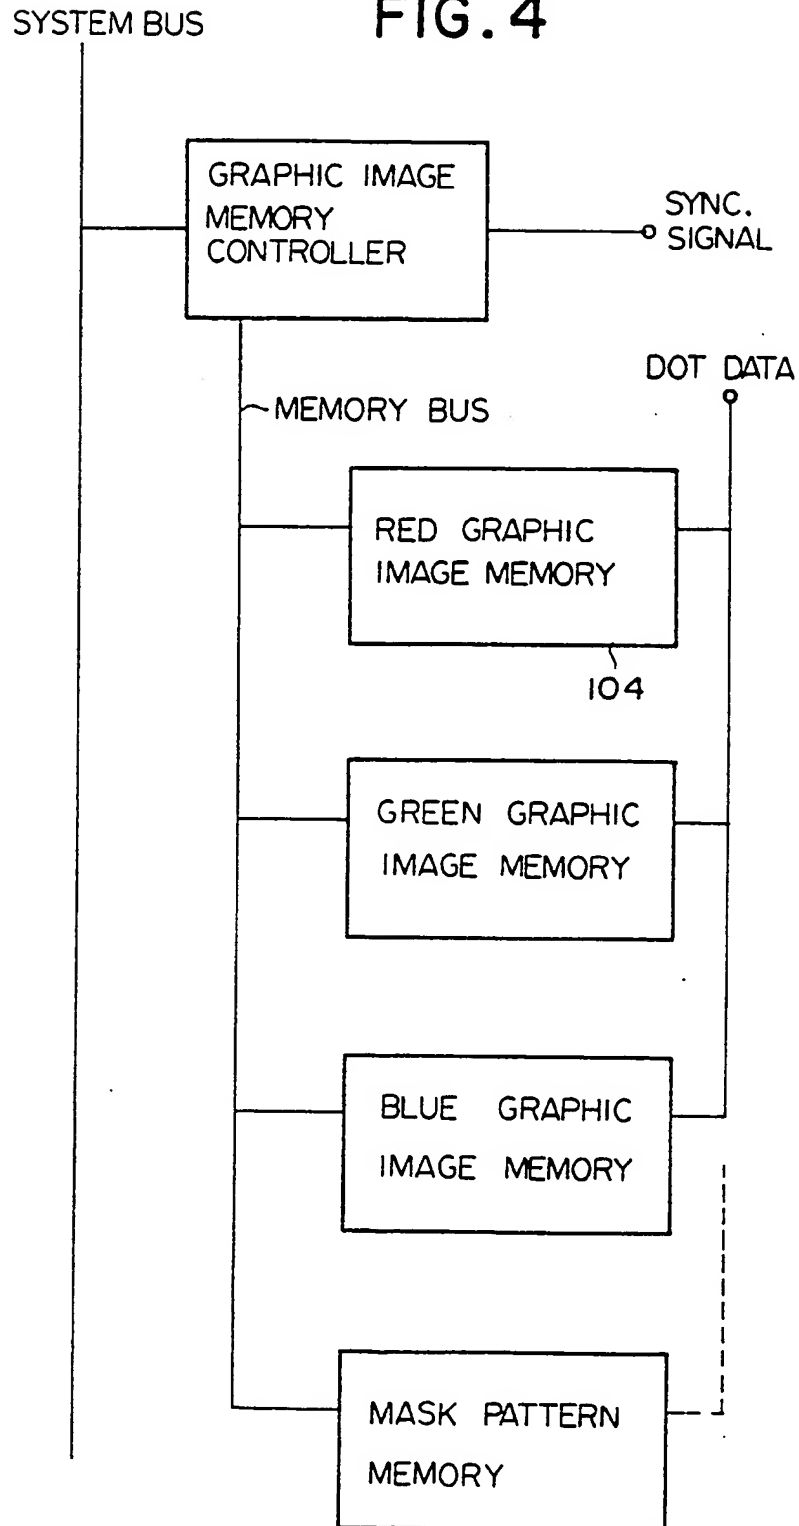 SYSTEM BUS
FIG. 4
GRAPHIC IMAGE
MEMORY
CONTROLLER
SYNC.
SIGNAL
DOT DATA
MEMORY BUS
RED GRAPHIC
IMAGE MEMORY
104
GREEN GRAPHIC
IMAGE MEMORY
BLUE GRAPHIC
IMAGE MEMORY
MASK PATTERN
MEMORY